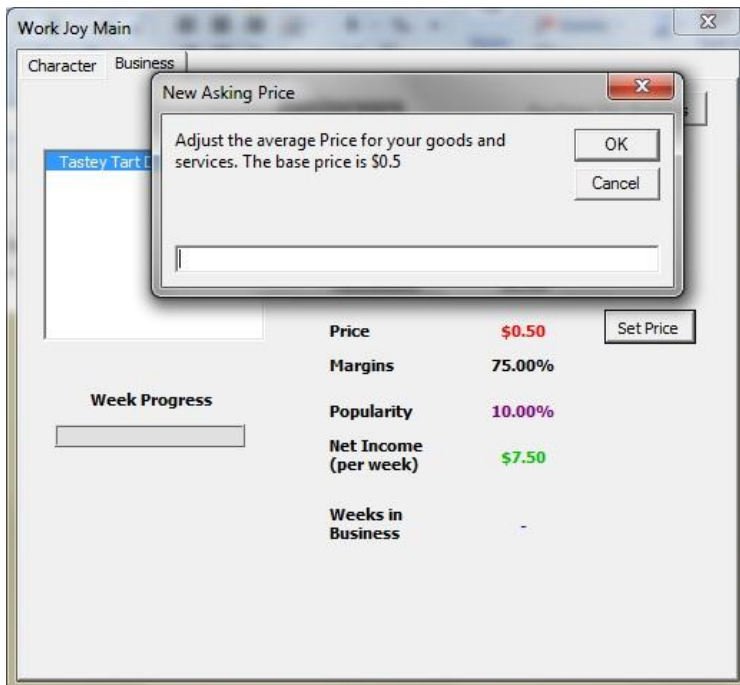 Work Joy Main
Character
Business
New Asking Price
Adjust the average Price for your goods and
services. The base price is $0.5
OK
Cancel
Tastey Tart
Price $0.50 Set Price
Margins 75.00%
Week Progress
Popularity 10.00%
Net Income
(per week) $7.50
Weeks in
Business -